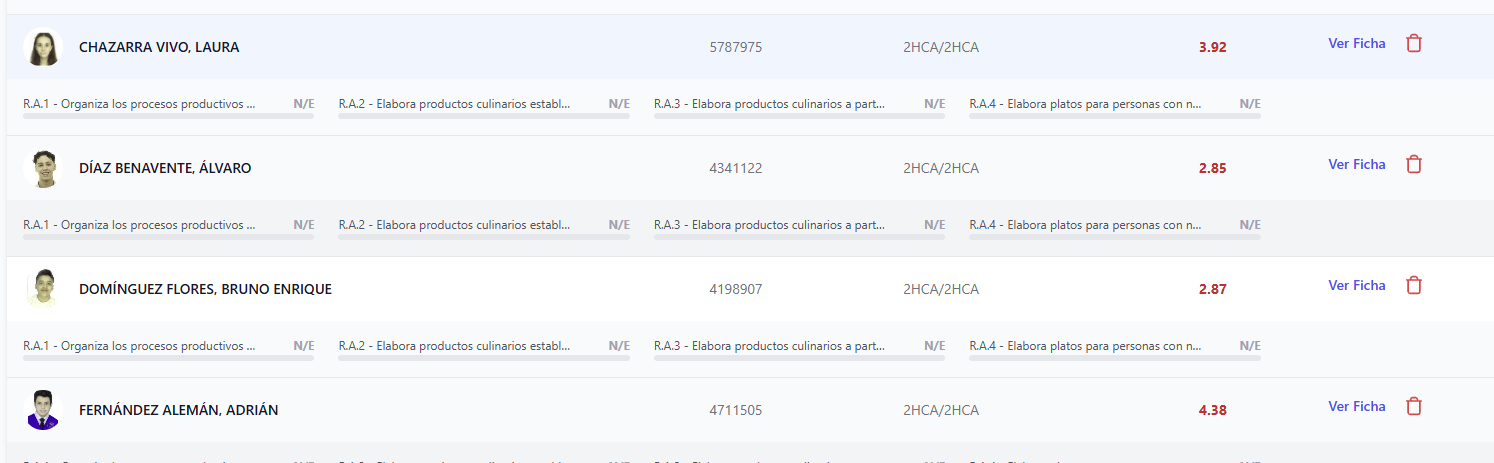 CHAZARRA VIVO, LAURA 5787975 2HCA/2HCA 3.92 Ver Ficha
R.A.1 - Organiza los procesos productivos ... N/E R.A.2 - Elabora productos culinarios establ... N/E R.A.3 - Elabora productos culinarios a part... N/E R.A.4 - Elabora platos para personas con n... N/E
DÍAZ BENAVENTE, ÁLVARO 4341122 2HCA/2HCA 2.85 Ver Ficha
R.A.1 - Organiza los procesos productivos ... N/E R.A.2 - Elabora productos culinarios establ... N/E R.A.3 - Elabora productos culinarios a part... N/E R.A.4 - Elabora platos para personas con n... N/E
DOMÍNGUEZ FLORES, BRUNO ENRIQUE 4198907 2HCA/2HCA 2.87 Ver Ficha
R.A.1 - Organiza los procesos productivos ... N/E R.A.2 - Elabora productos culinarios establ... N/E R.A.3 - Elabora productos culinarios a part... N/E R.A.4 - Elabora platos para personas con n... N/E
FERNÁNDEZ ALEMÁN, ADRIÁN 4711505 2HCA/2HCA 4.38 Ver Ficha